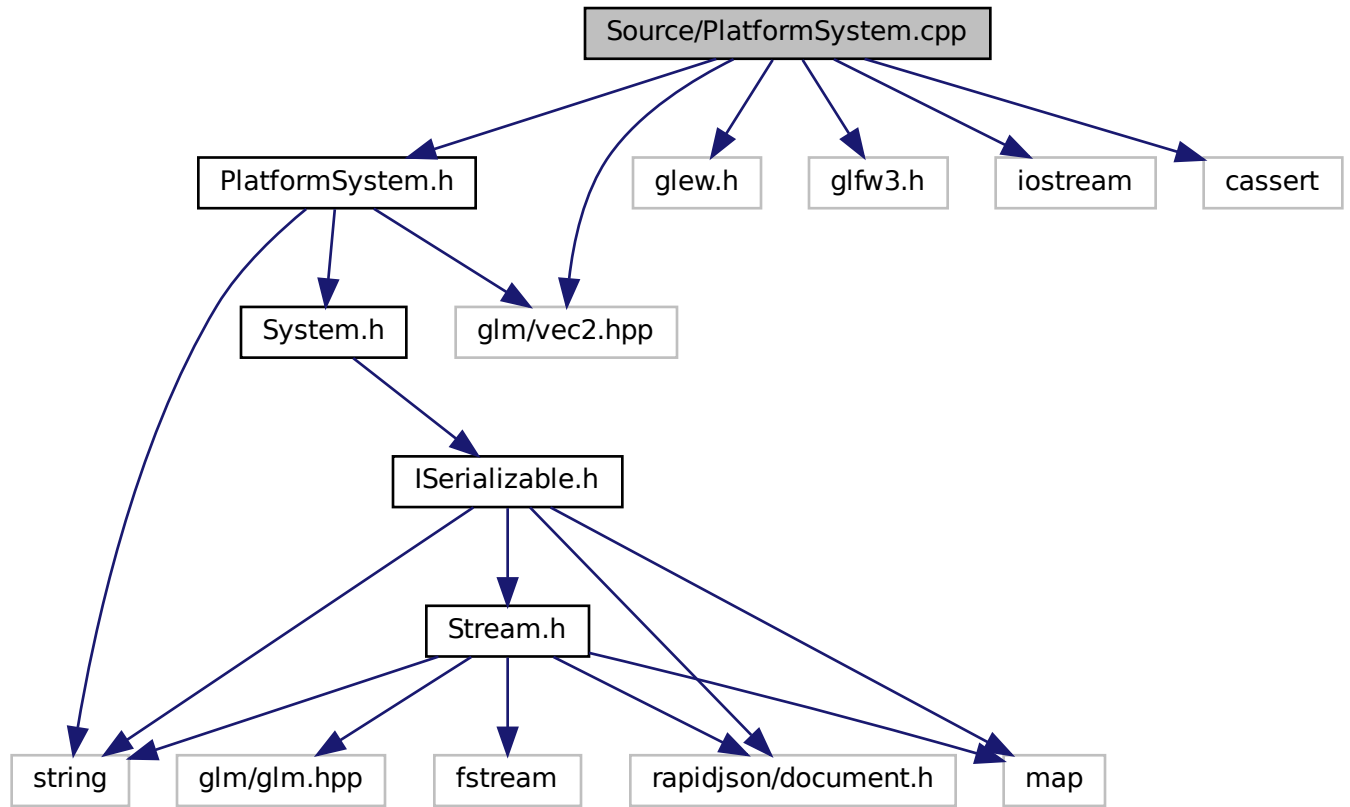 Source/PlatformSystem.cpp
PlatformSystem.h
glew.h
glfw3.h
iostream
cassert
System.h
glm/vec2.hpp
ISerializable.h
Stream.h
string
glm/glm.hpp
fstream
rapidjson/document.h
map